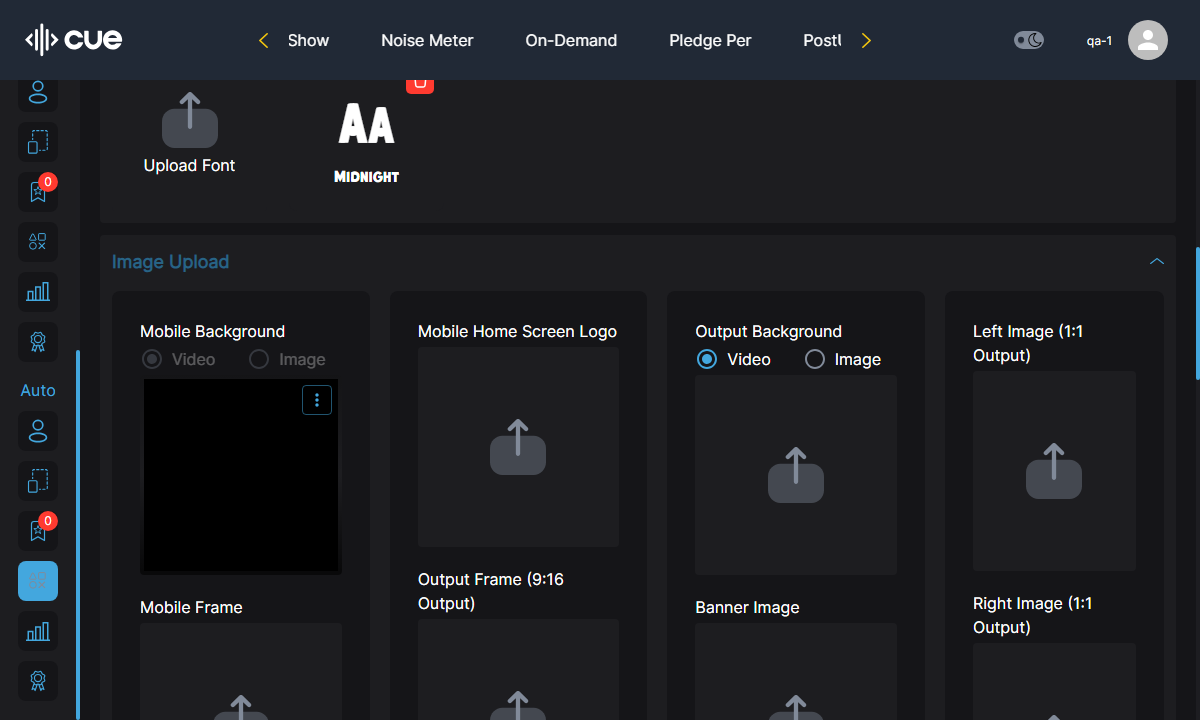 cue
Show
Noise Meter
On-Demand
Pledge Per
qa-1
Upload Font
AA
MIDNIGHT
0
Image Upload
Mobile Background
Video
Image
Mobile Home Screen Logo
Output Background
Video
Image
Left Image (1:1
Output)
Auto
0
Output Frame (9:16
Output)
Mobile Frame
Banner Image
Right Image (1:1
Output)